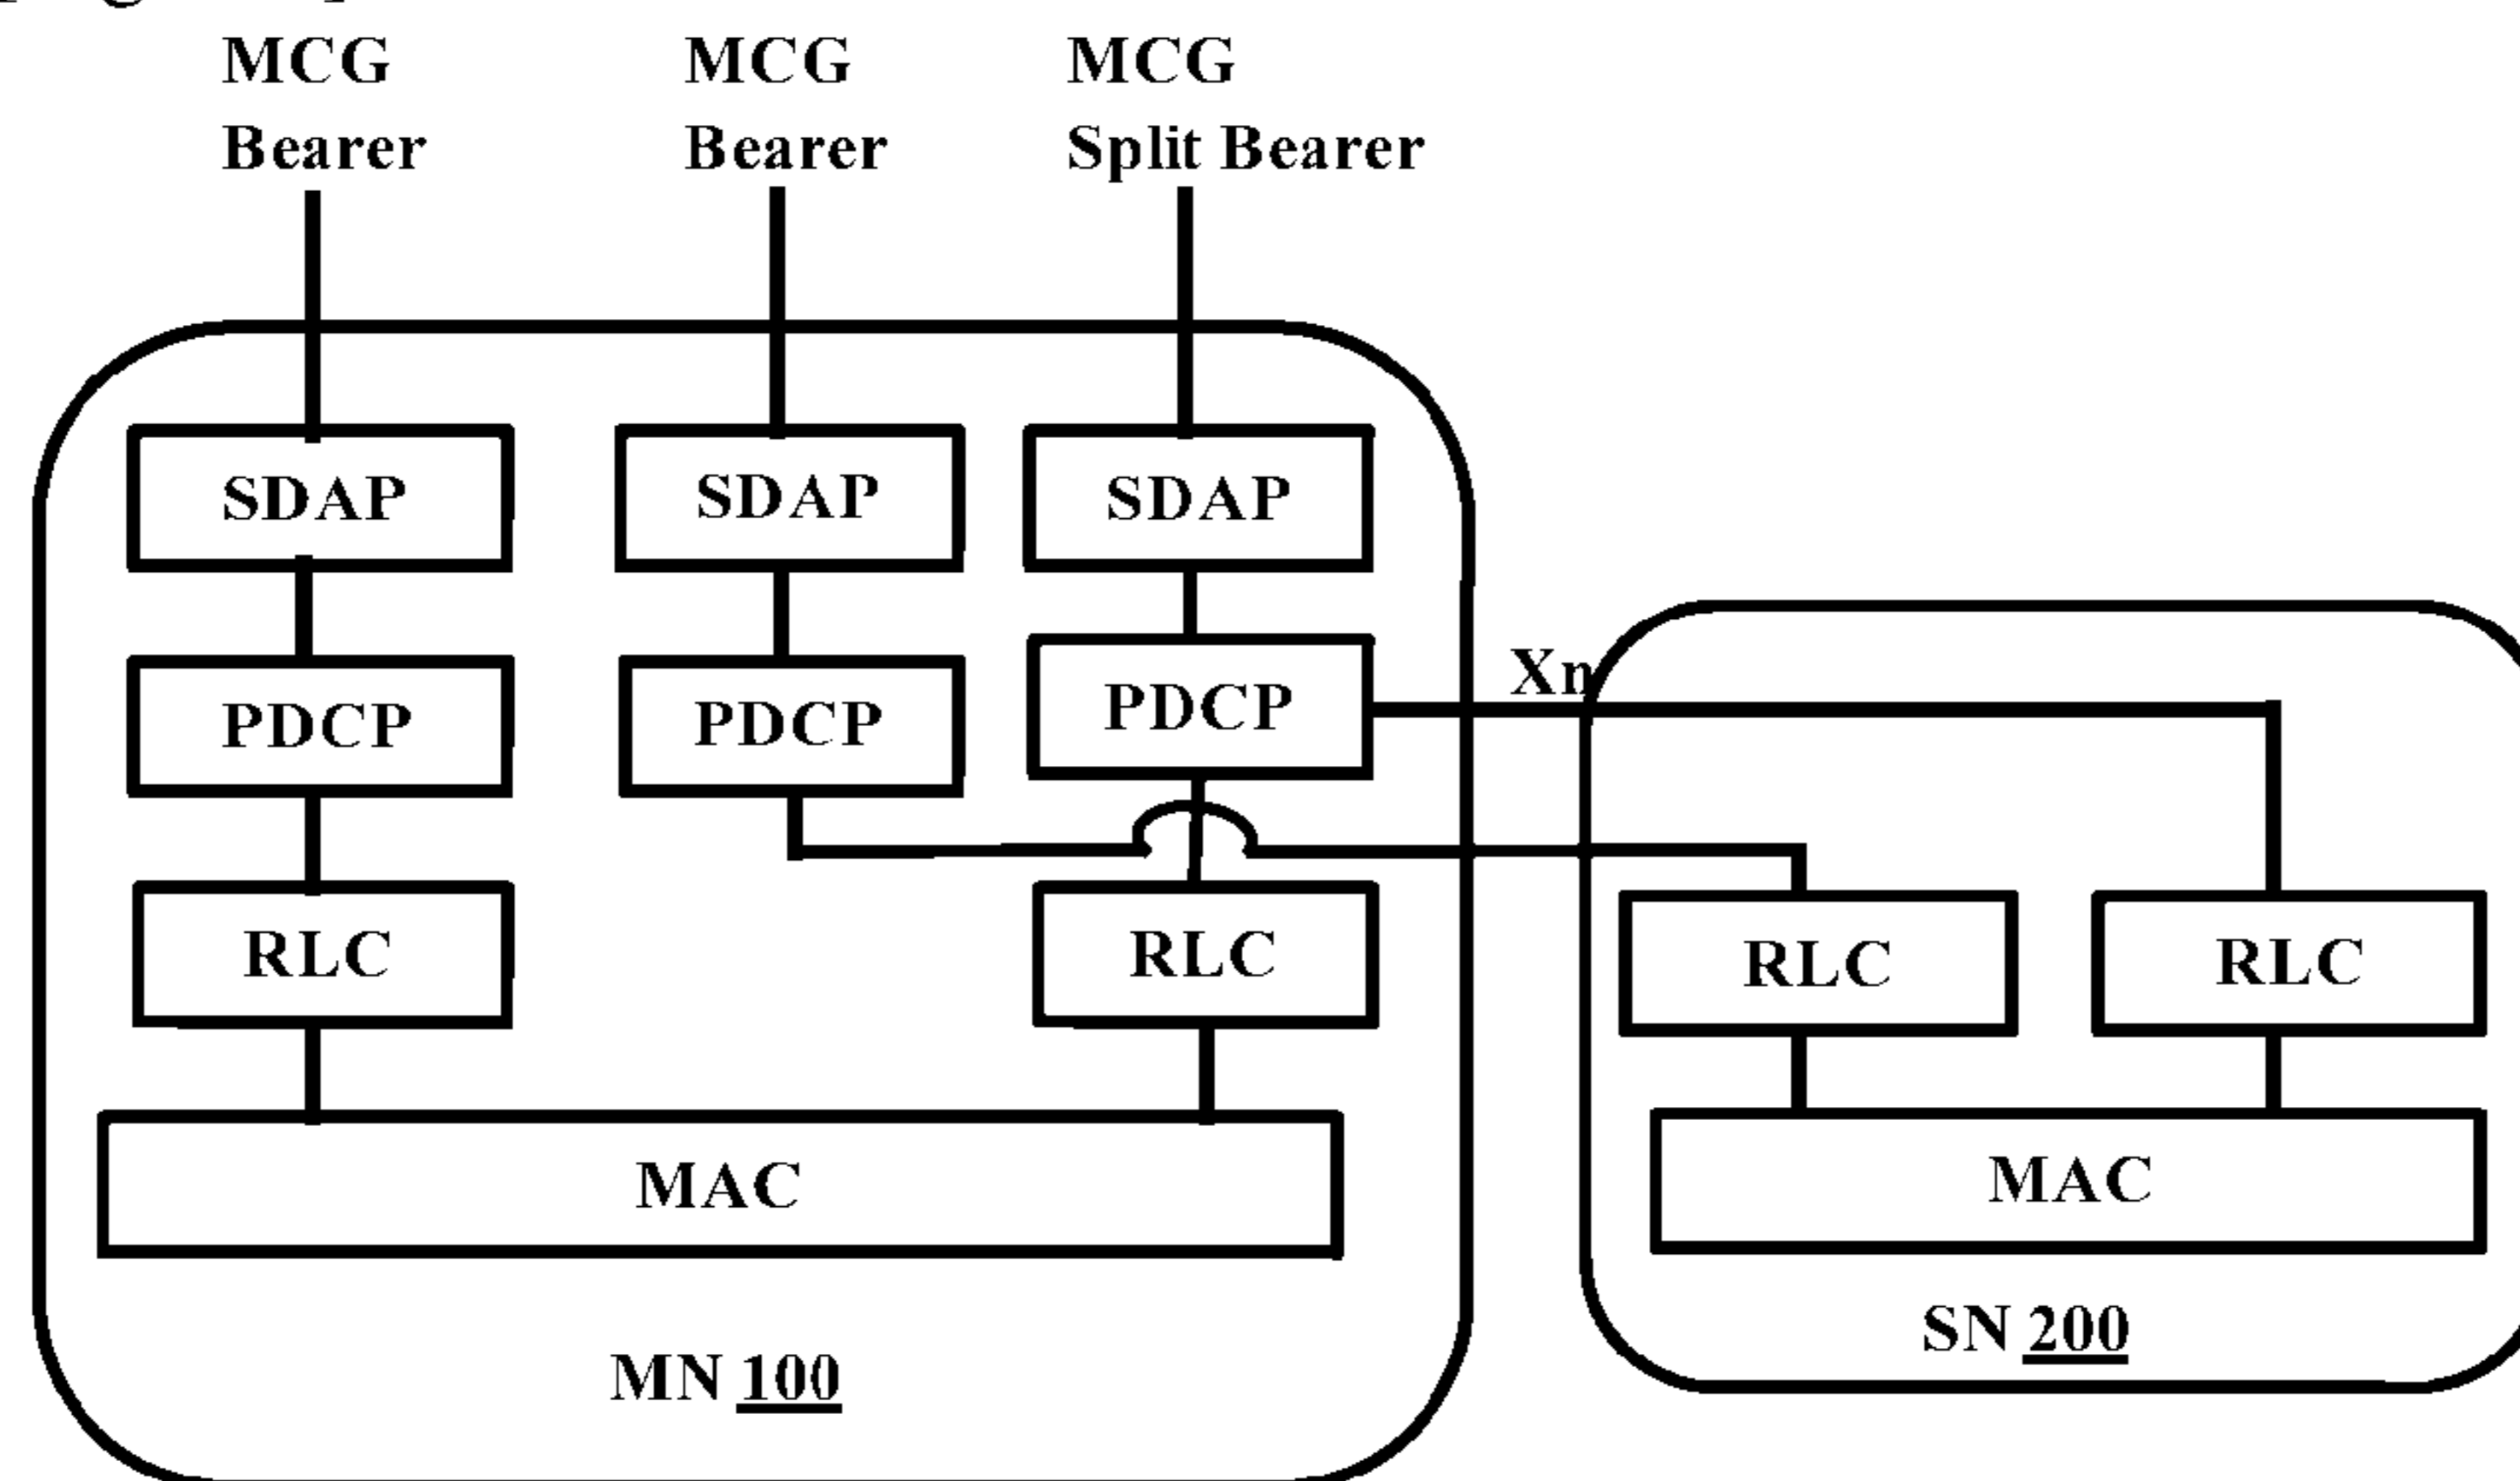 MCG
Bearer
MCG
Bearer
MCG
Split Bearer
SDAP
SDAP
SDAP
PDCP
PDCP
PDCP
Xn
RLC
RLC
RLC
RLC
MAC
MAC
MN 100
SN 200